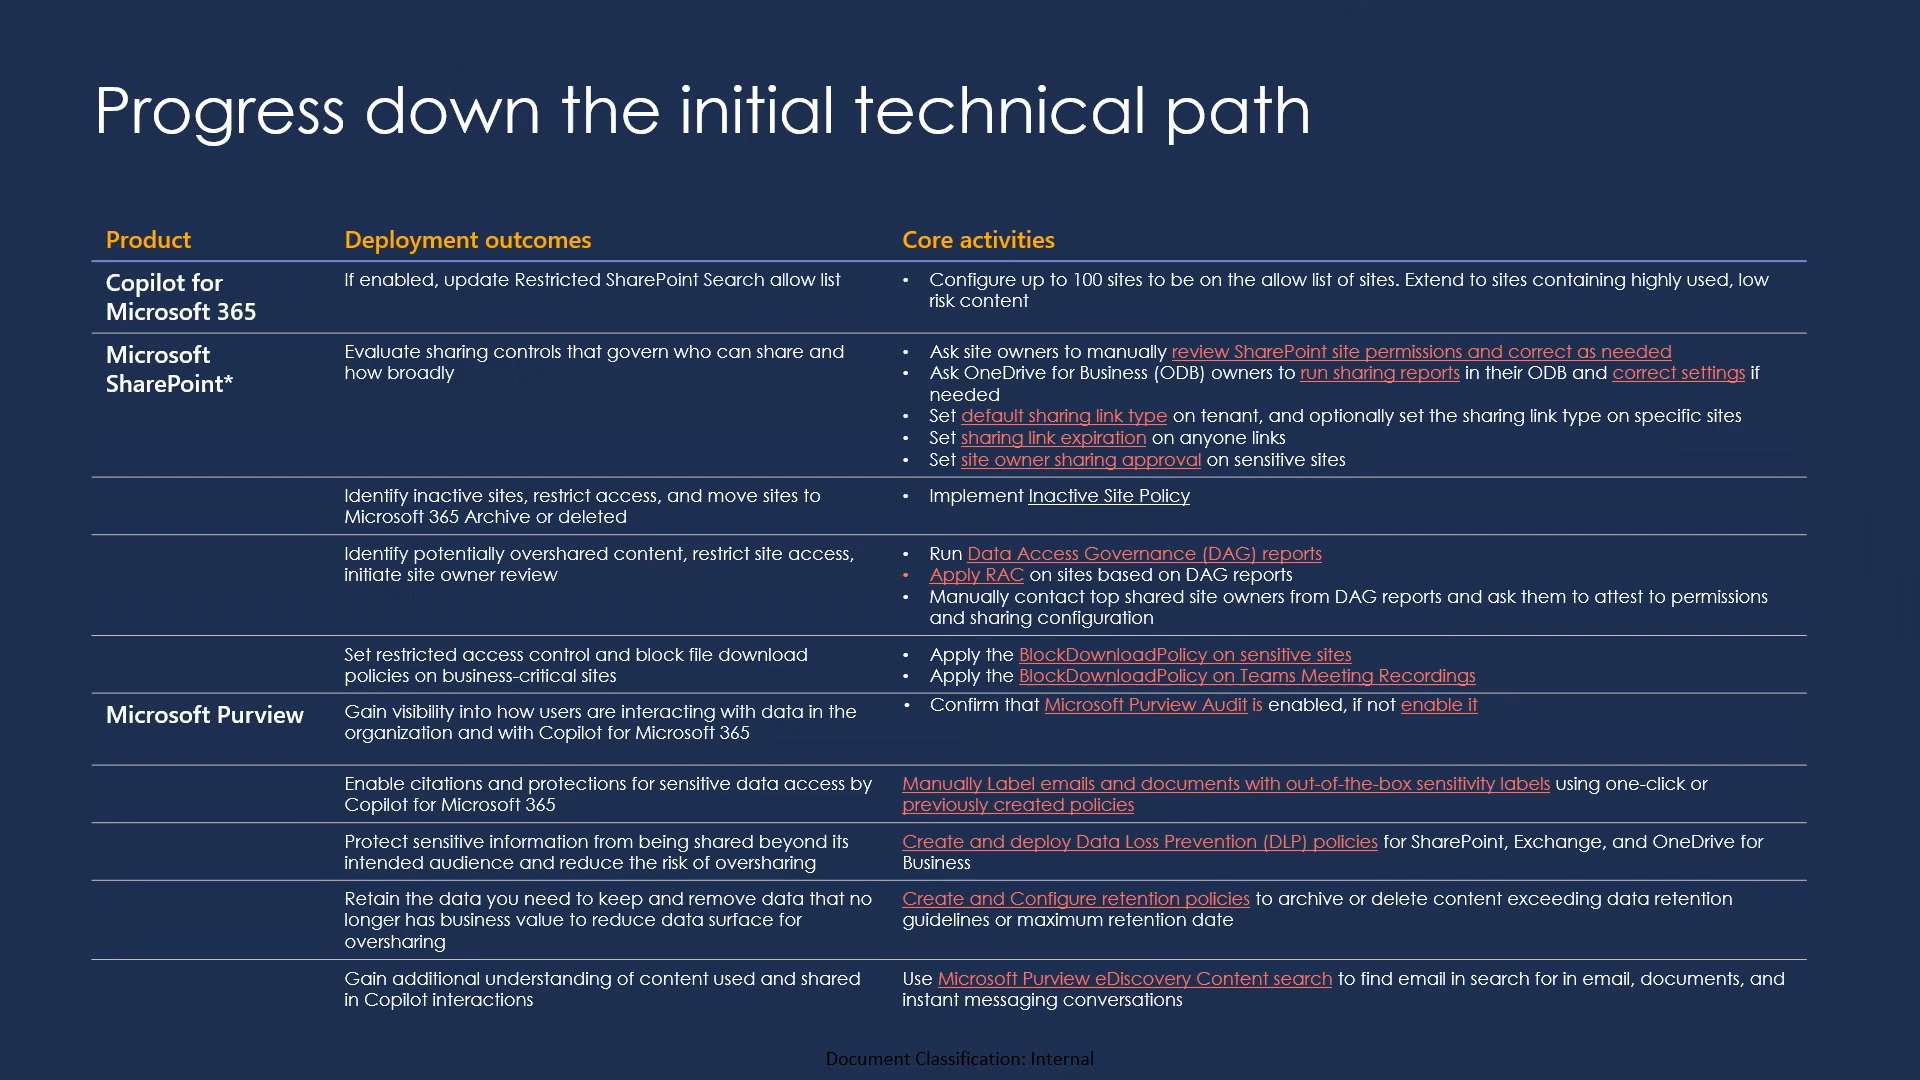 Progress down the initial technical path
Product
Deployment outcomes
Core activities
Copilot for
Microsoft 365
If enabled, update Restricted SharePoint Search allow list
• Configure up to 100 sites to be on the allow list of sites. Extend to sites containing highly used, low
risk content
Microsoft
SharePoint*
Evaluate sharing controls that govern who can share and
how broadly
• Ask site owners to manually review SharePoint site permissions and correct as needed
• Ask OneDrive for Business (ODB) owners to run sharing reports in their ODB and correct settings if
needed
• Set default sharing link type on tenant, and optionally set the sharing link type on specific sites
• Set sharing link expiration on anyone links
• Set site owner sharing approval on sensitive sites
Identify inactive sites, restrict access, and move sites to
Microsoft 365 Archive or deleted
• Implement Inactive Site Policy
Identify potentially overshared content, restrict site access,
initiate site owner review
• Run Data Access Governance (DAG) reports
• Apply RAC on sites based on DAG reports
• Manually contact top shared site owners from DAG reports and ask them to attest to permissions
and sharing configuration
Set restricted access control and block file download
policies on business-critical sites
• Apply the BlockDownloadPolicy on sensitive sites
• Apply the BlockDownloadPolicy on Teams Meeting Recordings
Microsoft Purview
Gain visibility into how users are interacting with data in the
organization and with Copilot for Microsoft 365
• Confirm that Microsoft Purview Audit is enabled, if not enable it
Enable citations and protections for sensitive data access by
Copilot for Microsoft 365
Manually Label emails and documents with out-of-the-box sensitivity labels using one-click or
previously created policies
Protect sensitive information from being shared beyond its
intended audience and reduce the risk of oversharing
Create and deploy Data Loss Prevention (DLP) policies for SharePoint, Exchange, and OneDrive for
Business
Retain the data you need to keep and remove data that no
longer has business value to reduce data surface for
oversharing
Create and Configure retention policies to archive or delete content exceeding data retention
guidelines or maximum retention date
Gain additional understanding of content used and shared
in Copilot interactions
Use Microsoft Purview eDiscovery Content search to find email in search for in email, documents, and
instant messaging conversations
Document Classification: Internal